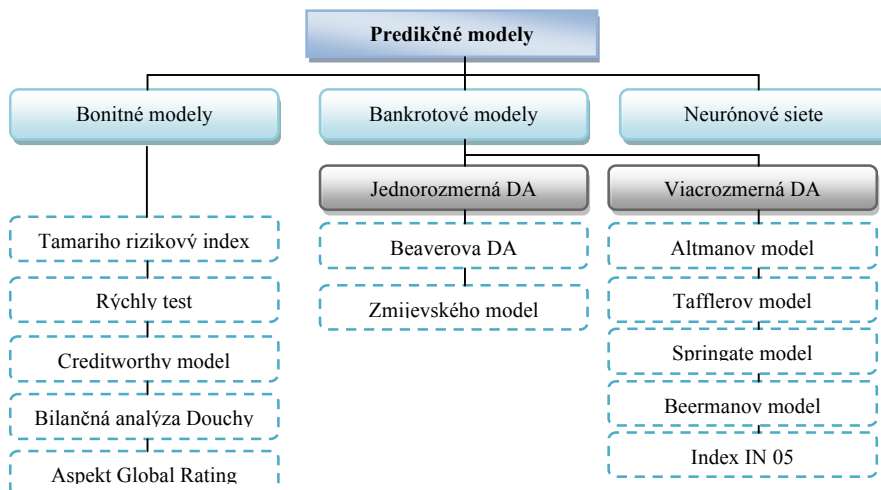 Predikčné modely
Bonitné modely
Bankrotové modely
Neurónové siete
Jednorozmerná DA
Viacrozmerná DA
Tamariho rizikový index
Rýchly test
Creditworthy model
Bilančná analýza Douchy
Aspekt Global Rating
Beaverova DA
Zmijevského model
Altmanov model
Tafflerov model
Springate model
Beermanov model
Index IN 05